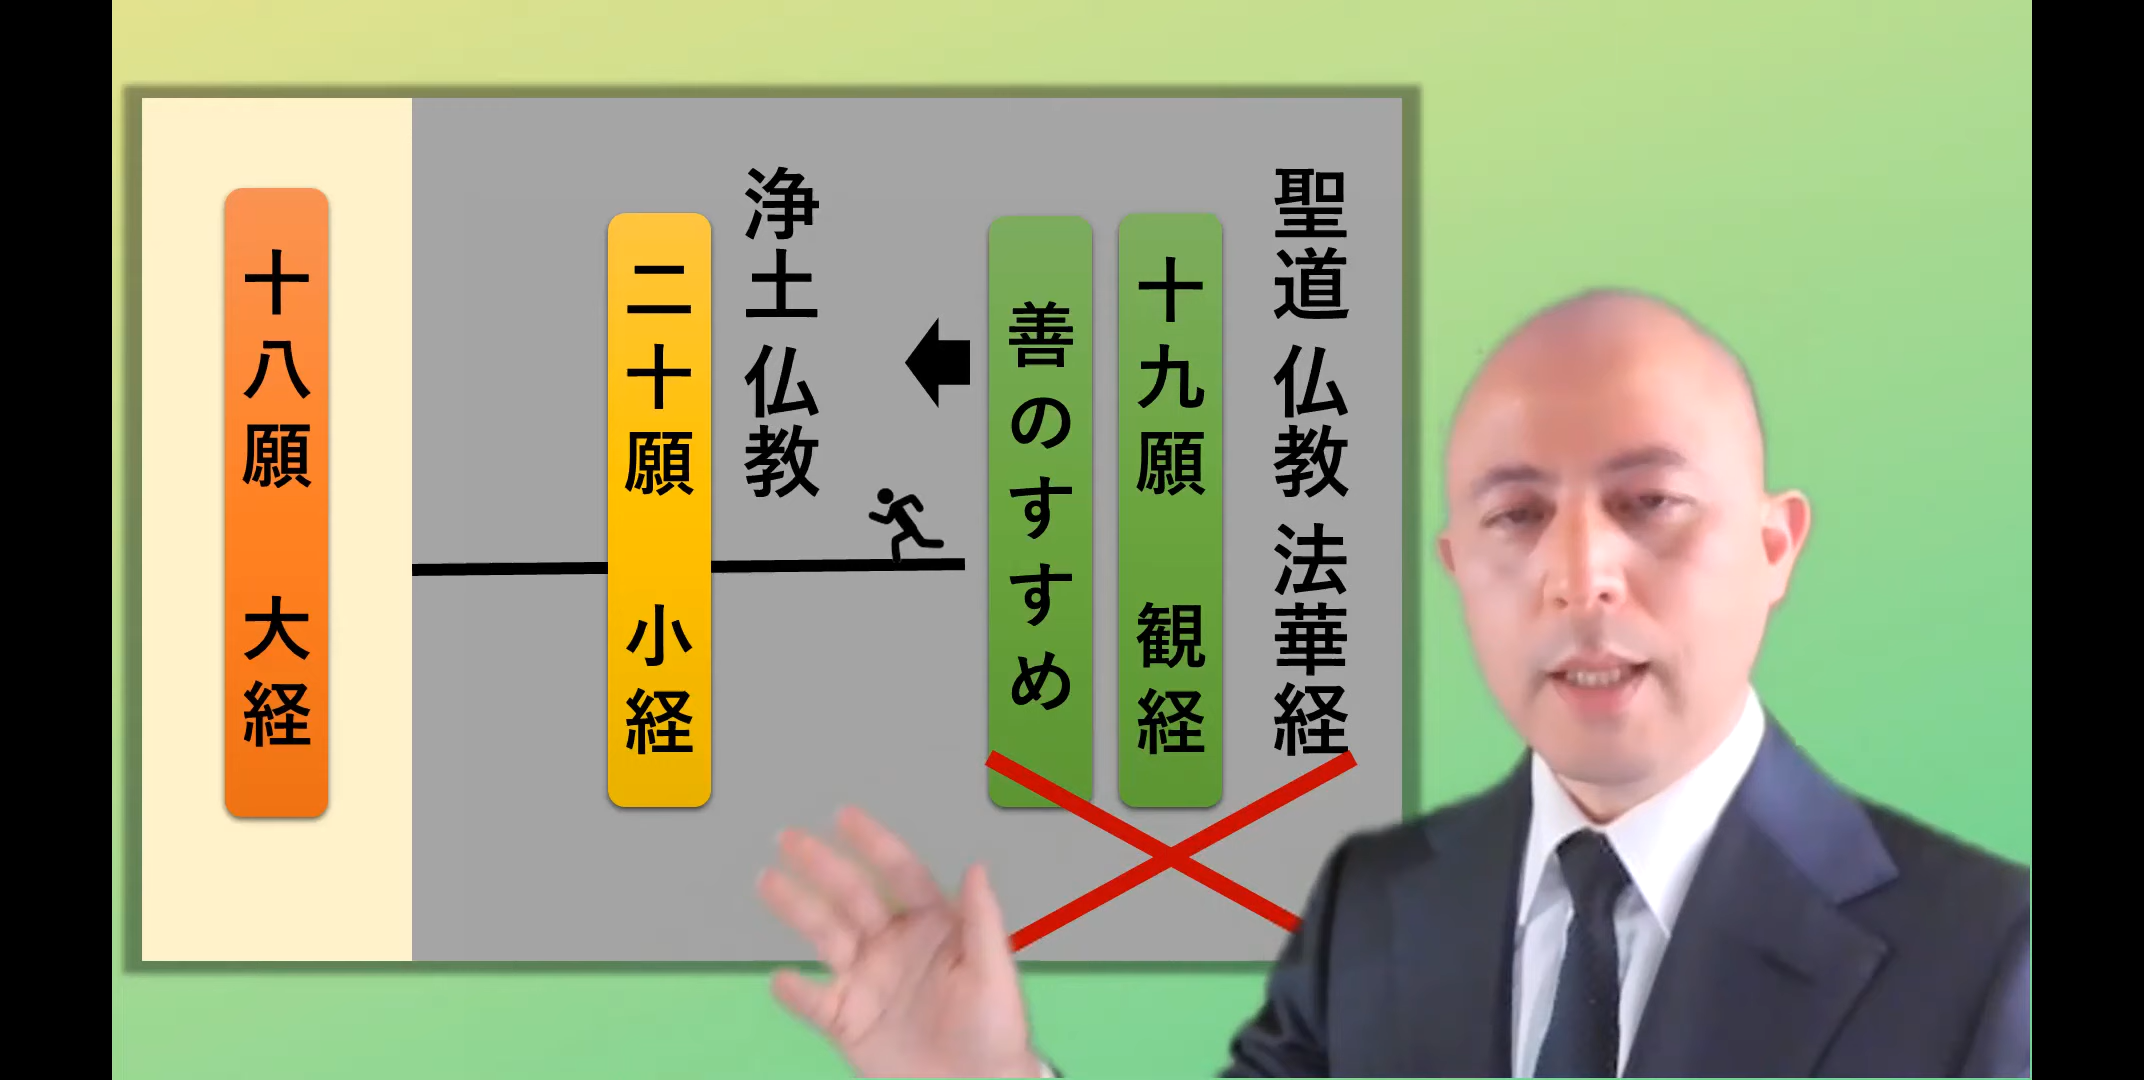 聖道 仏教 法華経
十九願 観経
善のすすめ
浄土 仏教
二十願 小経
十八願 大経